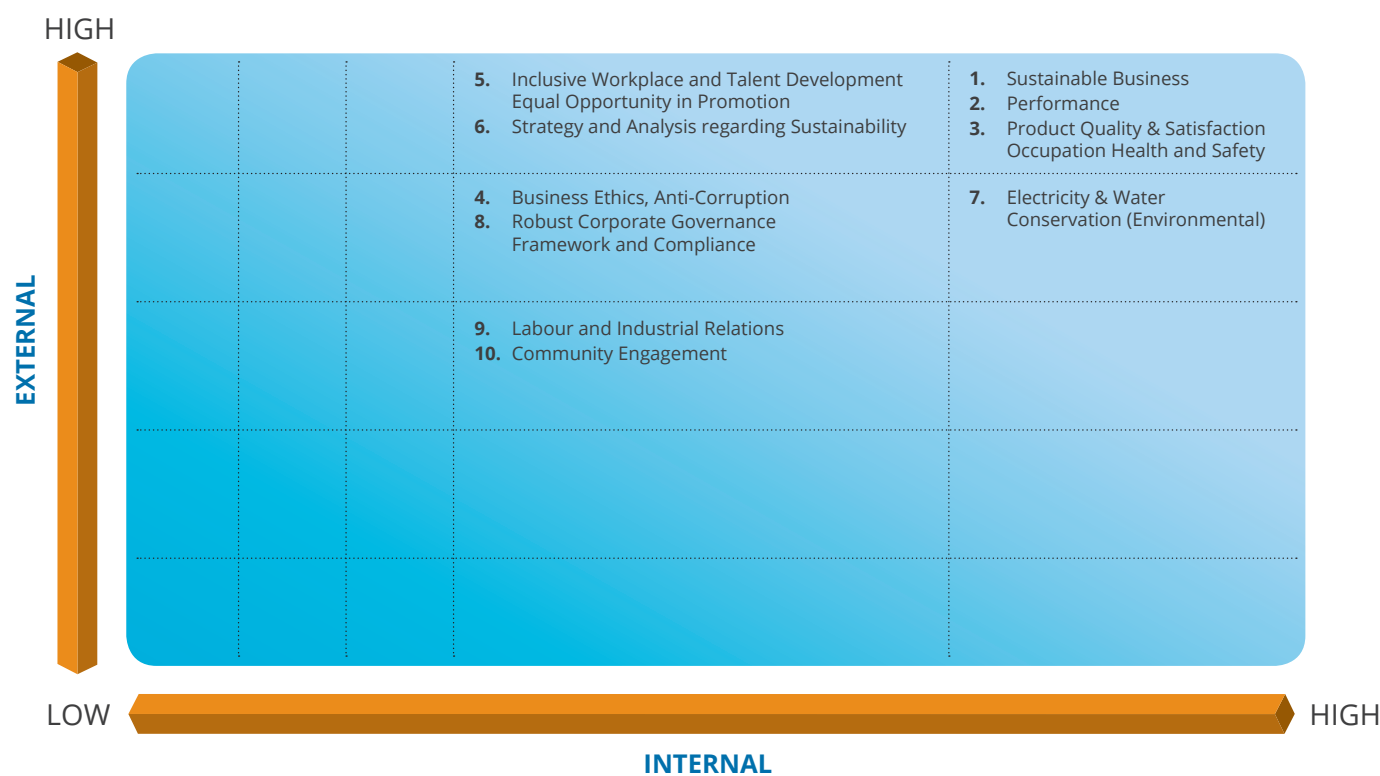 HIGH
5. Inclusive Workplace and Talent Development
Equal Opportunity in Promotion
6. Strategy and Analysis regarding Sustainability
1. Sustainable Business
2. Performance
3. Product Quality & Satisfaction
Occupation Health and Safety
4. Business Ethics, Anti-Corruption
8. Robust Corporate Governance
Framework and Compliance
7. Electricity & Water
Conservation (Environmental)
9. Labour and Industrial Relations
10. Community Engagement
EXTERNAL
LOW
HIGH
INTERNAL